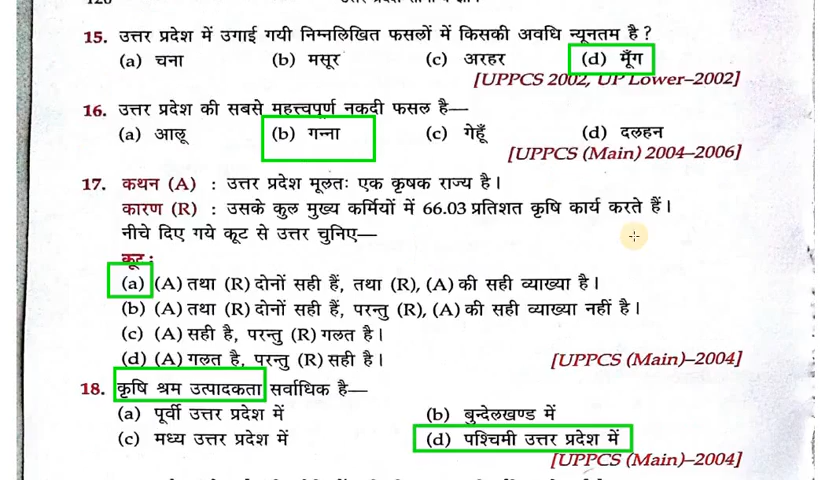 15. उत्तर प्रदेश में उगाई गयी निम्नलिखित फसलों में किसकी अवधि न्यूनतम है ?
(a) चना (b) मसूर (c) अरहर (d) मूँग
[UPPCS 2002, UP Lower–2002]
16. उत्तर प्रदेश की सबसे महत्त्वपूर्ण नकदी फसल है—
(a) आलू (b) गन्ना (c) गेहूँ (d) दलहन
[UPPCS (Main) 2004–2006]
17. कथन (A) : उत्तर प्रदेश मूलतः एक कृषक राज्य है।
कारण (R) : उसके कुल मुख्य कर्मियों में 66.03 प्रतिशत कृषि कार्य करते हैं।
नीचे दिए गये कूट से उत्तर चुनिए—
कूट :
(a) (A) तथा (R) दोनों सही हैं, तथा (R), (A) की सही व्याख्या है।
(b) (A) तथा (R) दोनों सही हैं, परन्तु (R), (A) की सही व्याख्या नहीं है।
(c) (A) सही है, परन्तु (R) गलत है।
(d) (A) गलत है, परन्तु (R) सही है। [UPPCS (Main)–2004]
18. कृषि श्रम उत्पादकता सर्वाधिक है—
(a) पूर्वी उत्तर प्रदेश में (b) बुन्देलखण्ड में
(c) मध्य उत्तर प्रदेश में (d) पश्चिमी उत्तर प्रदेश में
[UPPCS (Main)–2004]